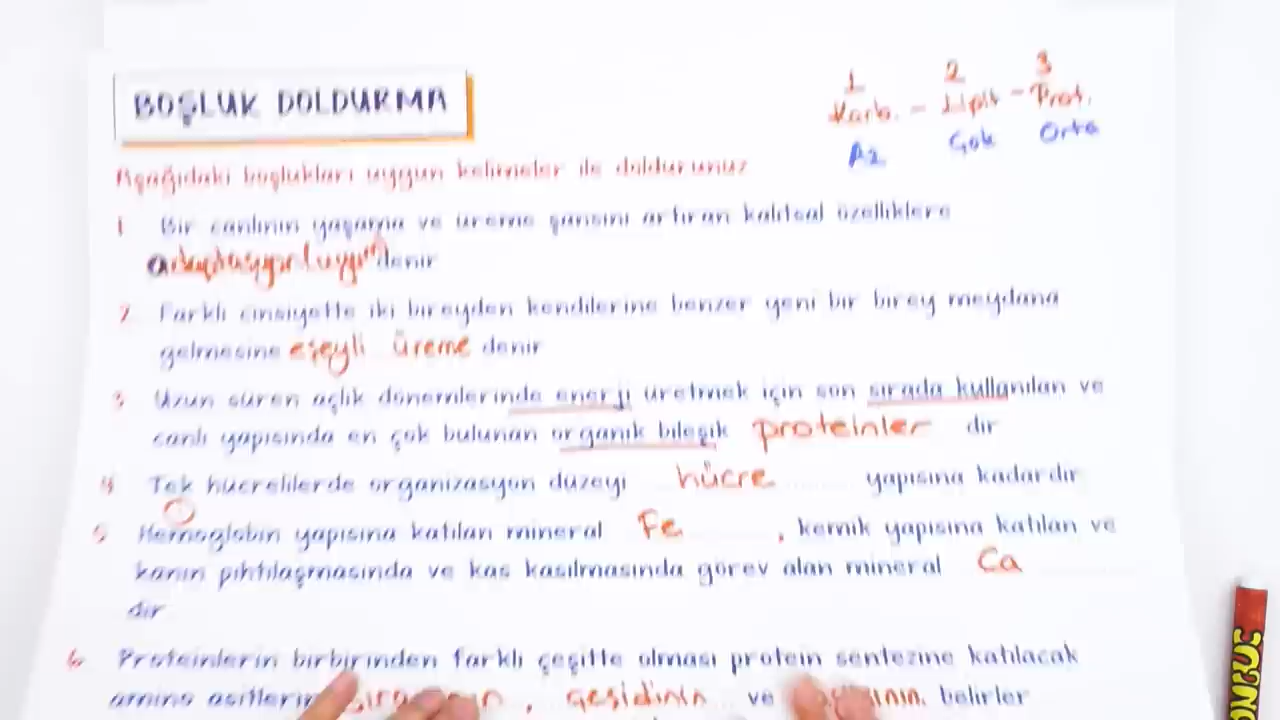 BOŞLUK DOLDURMA
1 2 3
Karb. - Lipit - Prot.
Az Çok Orta
Aşağıdaki boşlukları uygun kelimeler ile doldurunuz
1 Bir canlının yaşama ve üreme şansını artıran kalıtsal özelliklere
denir
2 Farklı cinsiyette iki bireyden kendilerine benzer yeni bir birey meydana
gelmesine eşeyli üreme denir
3 Uzun süren açlık dönemlerinde enerji üretmek için son sırada kullanılan ve
canlı yapısında en çok bulunan organik bileşik proteinler dir
4 Tek hücrelilerde organizasyon düzeyi hücre yapısına kadardır
5 Hemoglobin yapısına katılan mineral Fe , kemik yapısına katılan ve
kanın pıhtılaşmasında ve kas kasılmasında görev alan mineral Ca
dir
6 Proteinlerin birbirinden farklı çeşitte olması protein sentezine katılacak
amino asitlerin , çeşidinin ve belirler